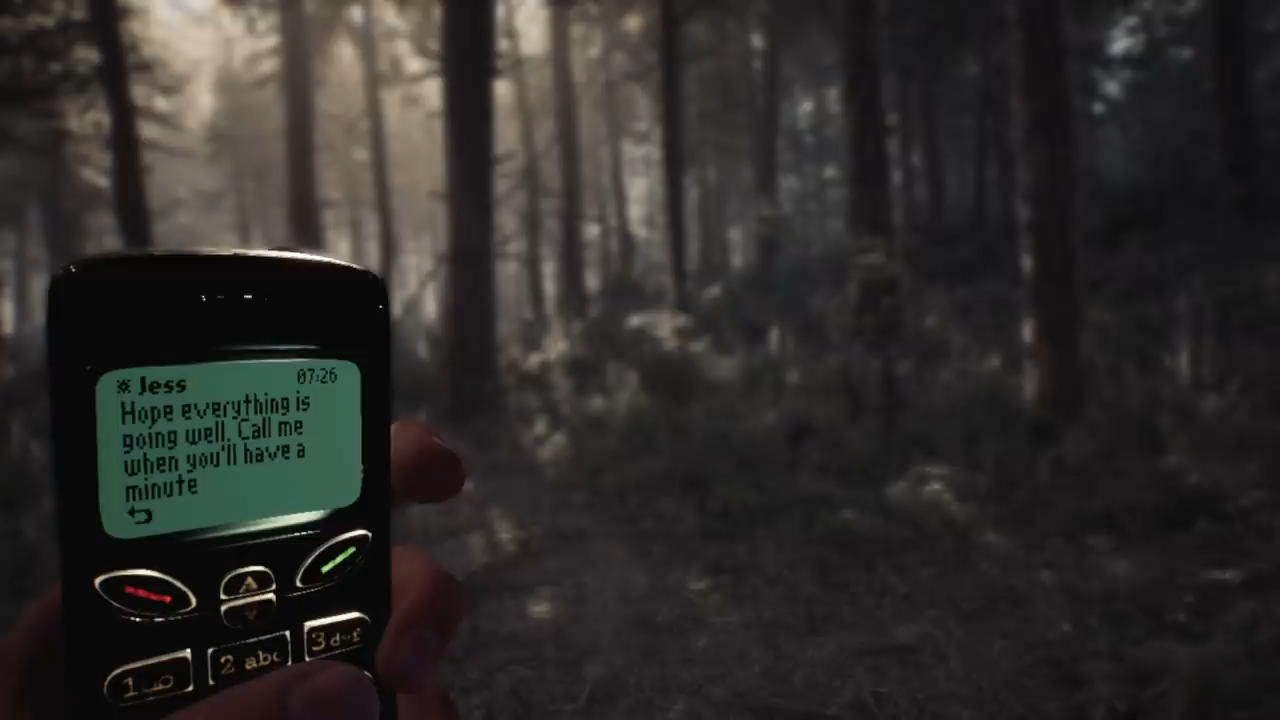 Jess 07:26
Hope everything is
going well. Call me
when you'll have a
minute
1
2 abc
3 def